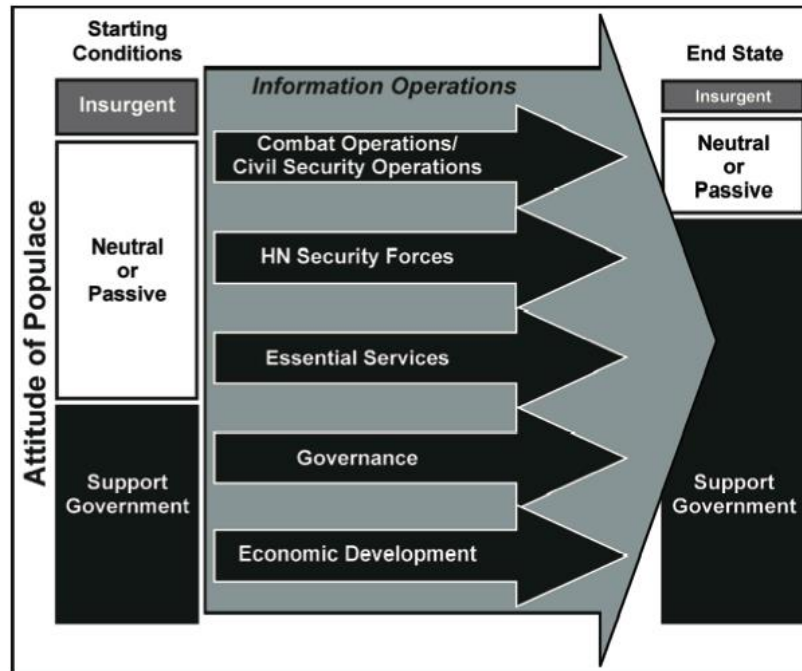 Attitude of Populace
Starting
Conditions
Insurgent
Neutral
or
Passive
Support
Government
Information Operations
Combat Operations/
Civil Security Operations
HN Security Forces
Essential Services
Governance
Economic Development
End State
Insurgent
Neutral
or
Passive
Support
Government